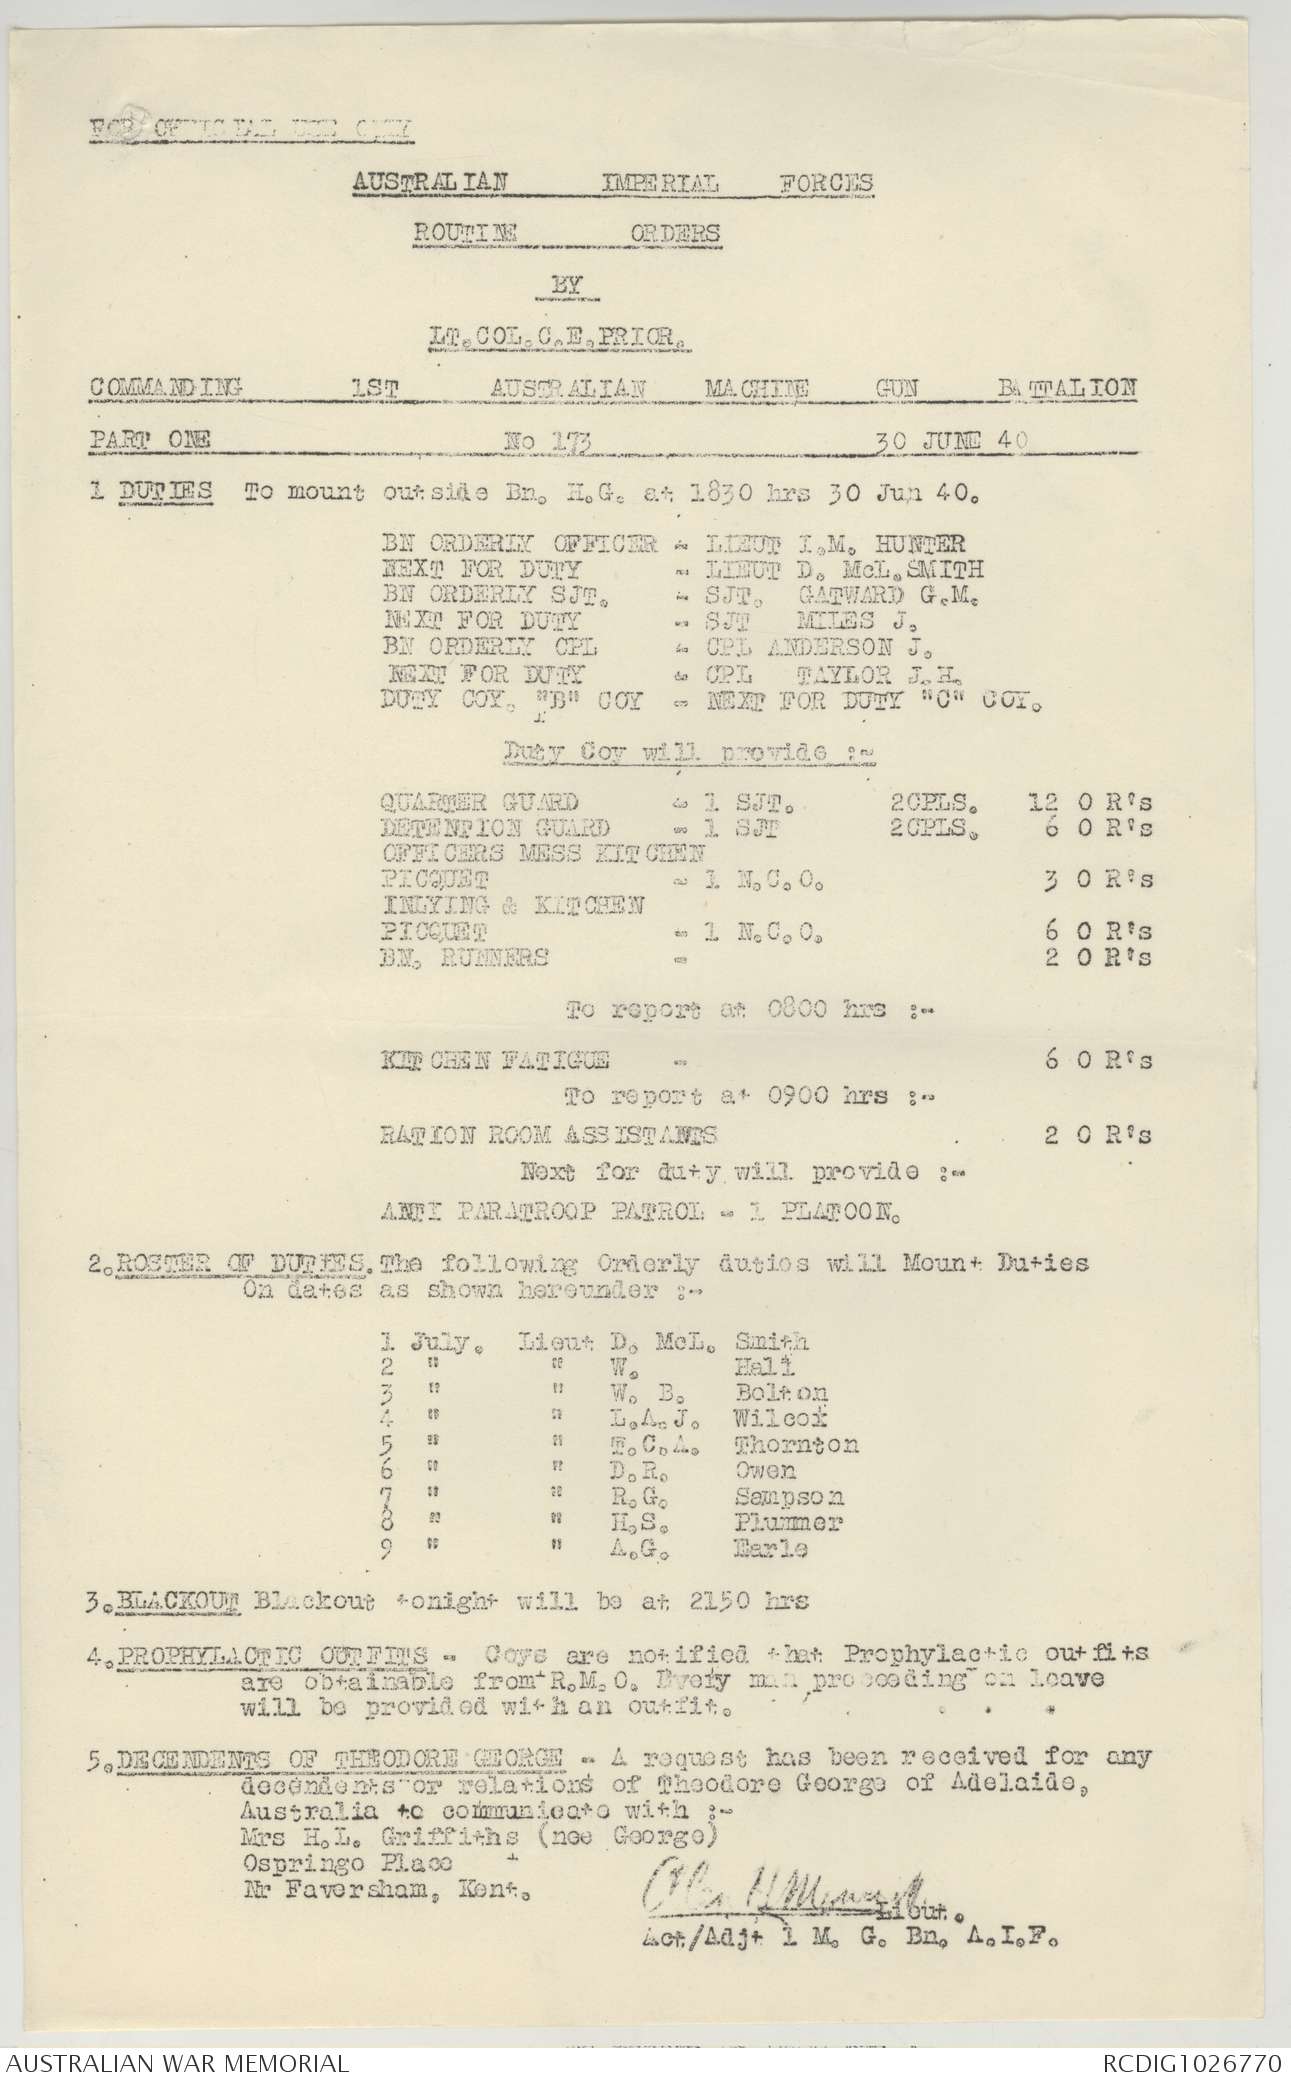 FOR OFFICIAL USE ONLY
AUSTRALIAN IMPERIAL FORCES
ROUTINE ORDERS
BY
LT.COL.C.E.PRIOR.
COMMANDING 1ST AUSTRALIAN MACHINE GUN BATTALION
PART ONE No 173 30 JUNE 40
1 DUTIES To mount outside Bn. H.G. at 1830 hrs 30 Jun 40.
BN ORDERLY OFFICER - LIEUT I.M. HUNTER
NEXT FOR DUTY - LIEUT D. McL.SMITH
BN ORDERLY SJT. - SJT. GATWARD G.M.
NEXT FOR DUTY - SJT MILES J.
BN ORDERLY CPL - CPL ANDERSON J.
NEXT FOR DUTY - CPL TAYLOR J.H.
DUTY COY. "B" COY - NEXT FOR DUTY "C" COY.
Duty Coy will provide :-
QUARTER GUARD - 1 SJT. 2CPLS. 12 O R's
DETENTION GUARD - 1 SJT 2CPLS. 6 O R's
OFFICERS MESS KITCHEN
PICQUET - 1 N.C.O. 3 O R's
INLYING & KITCHEN
PICQUET - 1 N.C.O. 6 O R's
BN. RUNNERS - 2 O R's
To report at 0800 hrs :-
KITCHEN FATIGUE - 6 O R's
To report at 0900 hrs :-
RATION ROOM ASSISTANTS 2 O R's
Next for duty will provide :-
ANTI PARATROOP PATROL - 1 PLATOON.
2.ROSTER OF DUTIES.The following Orderly duties will Mount Duties
On dates as shown hereunder :-
1 July. Lieut D. McL. Smith
2 " " W. Hall
3 " " W. B. Bolton
4 " " L.A.J. Wilcox
5 " " T.C.A. Thornton
6 " " D.R. Owen
7 " " R.G. Sampson
8 " " H.S. Plummer
9 " " A.G. Earle
3.BLACKOUT Blackout tonight will be at 2150 hrs
4.PROPHYLACTIC OUTFITS - Coys are notified that Prophylactic outfits
are obtainable from R.M.O. Every man proceeding on leave
will be provided with an outfit.
5.DECENDENTS OF THEODORE GEORGE - A request has been received for any
decendents or relations of Theodore George of Adelaide,
Australia to communicate with :-
Mrs H.L. Griffiths (nee George)
Ospringe Place
Nr Faversham, Kent.
Lieut.
Act/Adjt 1 M. G. Bn. A.I.F.
AUSTRALIAN WAR MEMORIAL RCDIG1026770